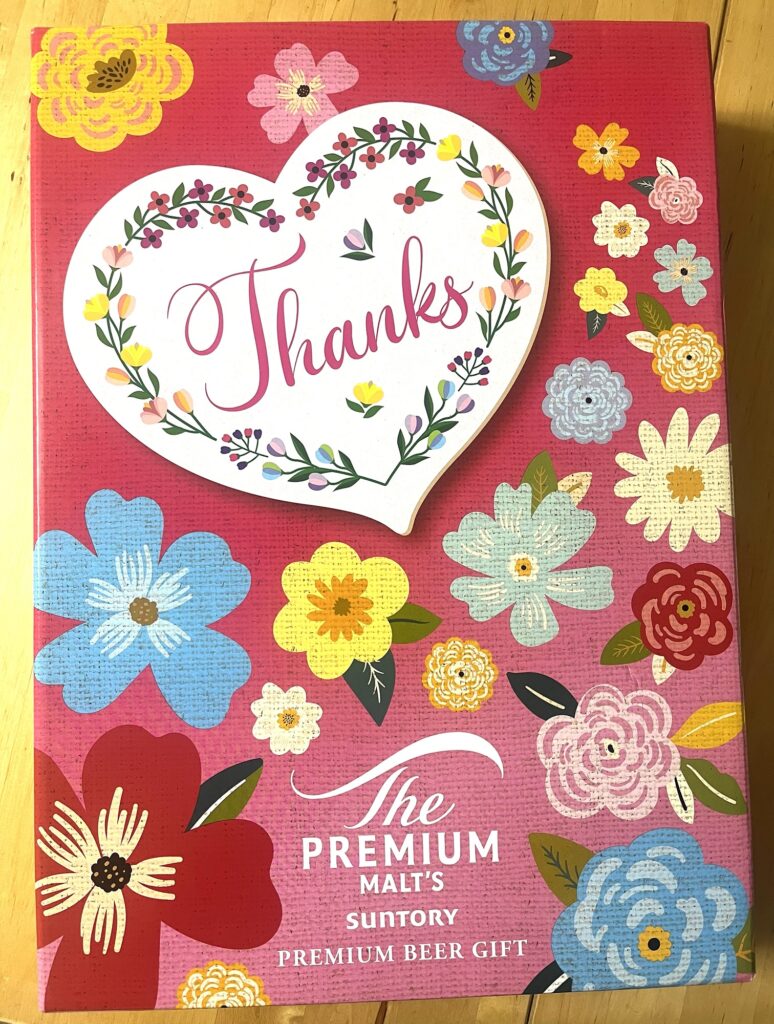 Thanks
The
PREMIUM
MALT'S
SUNTORY
PREMIUM BEER GIFT